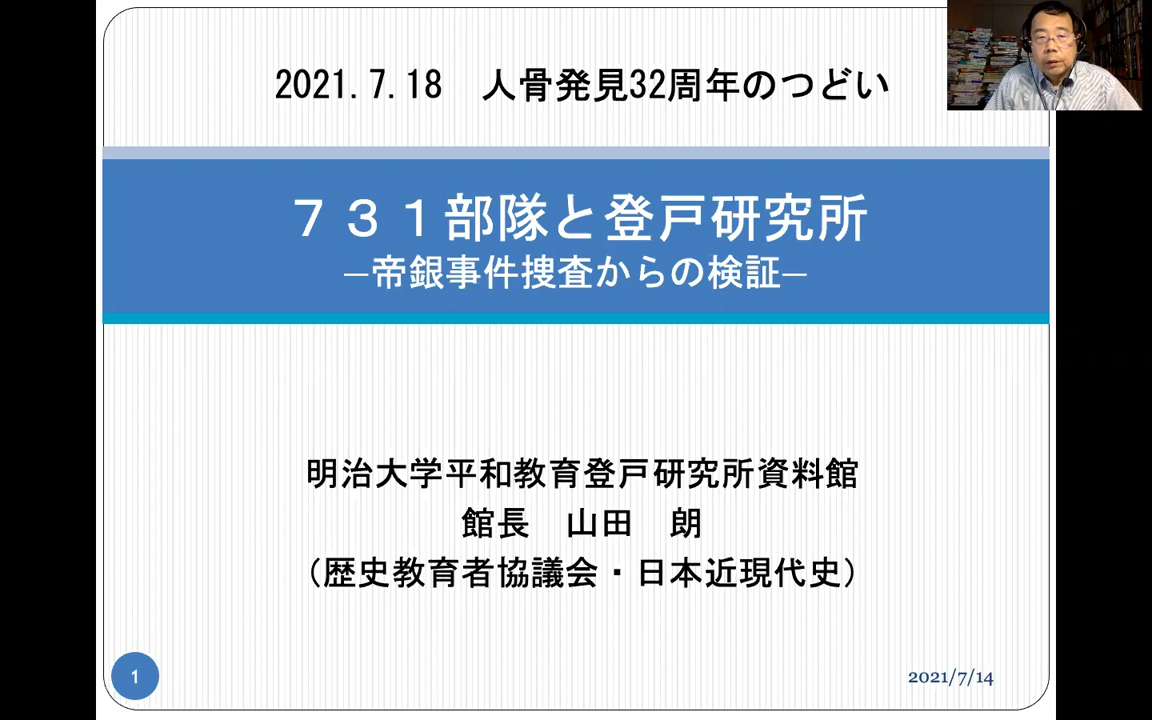 2021.7.18　人骨発見32周年のつどい
７３１部隊と登戸研究所
―帝銀事件捜査からの検証―
明治大学平和教育登戸研究所資料館
館長　山田　朗
（歴史教育者協議会・日本近現代史）
1
2021/7/14